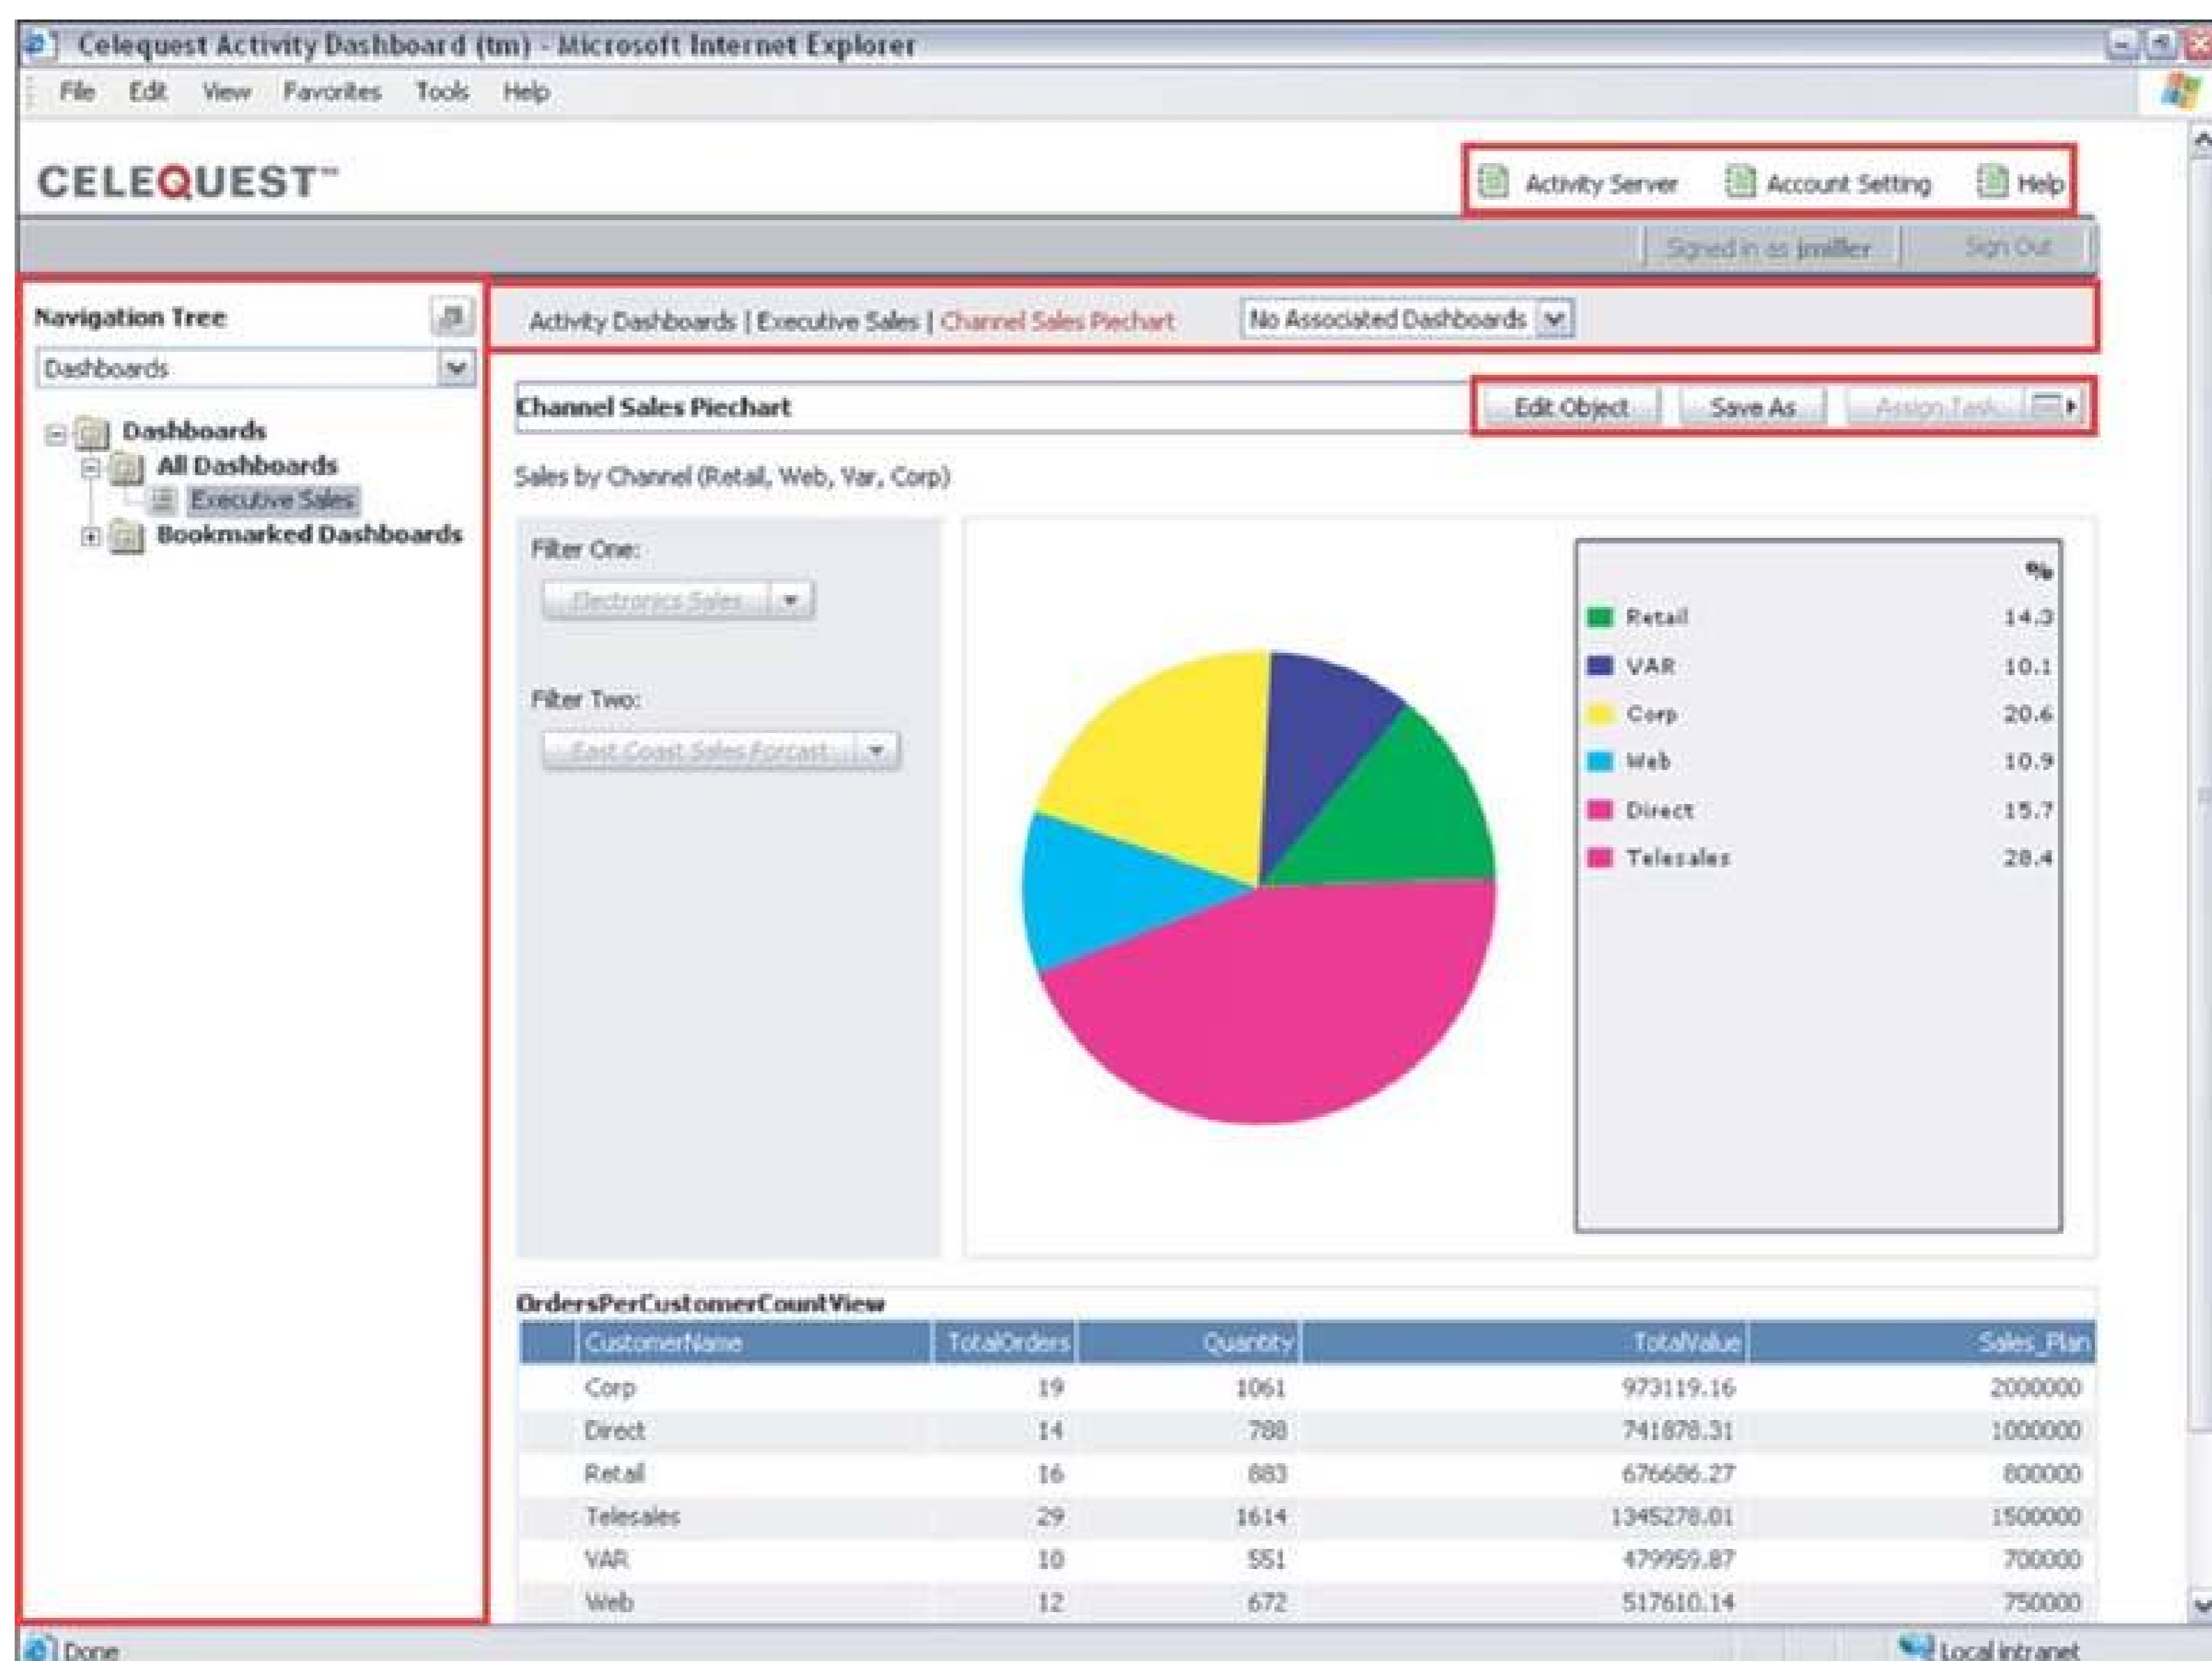 Celequest Activity Dashboard (tm) - Microsoft Internet Explorer
File Edit View Favorites Tools Help
CELEQUEST™
Activity Server Account Setting Help
Signed in as jmiller Sign Out
Navigation Tree
Dashboards
Dashboards
All Dashboards
Executive Sales
Bookmarked Dashboards
Activity Dashboards | Executive Sales | Channel Sales Piechart No Associated Dashboards
Channel Sales Piechart Edit Object Save As Assign Task
Sales by Channel (Retail, Web, Var, Corp)
Filter One:
Electronics Sales
Filter Two:
East Coast Sales Forcast
%
Retail 14.3
VAR 10.1
Corp 20.6
Web 10.9
Direct 15.7
Telesales 28.4
OrdersPerCustomerCountView
CustomerName TotalOrders Quantity TotalValue Sales_Plan
Corp 19 1061 973119.16 2000000
Direct 14 788 741878.31 1000000
Retail 16 883 676686.27 800000
Telesales 29 1614 1345278.01 1500000
VAR 10 551 479959.87 700000
Web 12 672 517610.14 750000
Done Local intranet